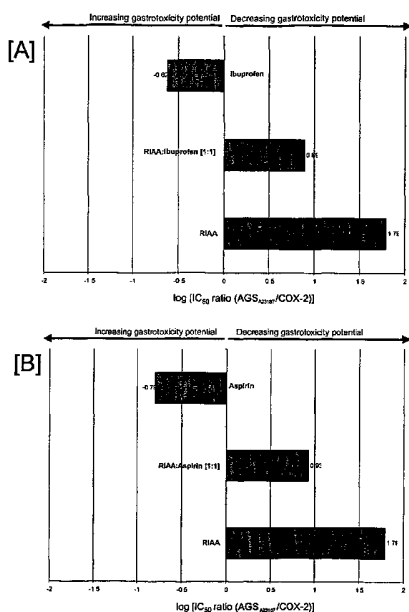 Increasing gastrotoxicity potential Decreasing gastrotoxicity potential
[A]
Ibuprofen
RIAA:Ibuprofen [1:1]
RIAA
-2 -1.5 -1 -0.5 0 0.5 1 1.5 2
log [IC50 ratio (AGSA23187/COX-2)]
Increasing gastrotoxicity potential Decreasing gastrotoxicity potential
[B]
Aspirin
RIAA:Aspirin [1:1]
0.93
RIAA
-2 -1.5 -1 -0.5 0 0.5 1 1.5 2
log [IC50 ratio (AGSA23187/COX-2)]